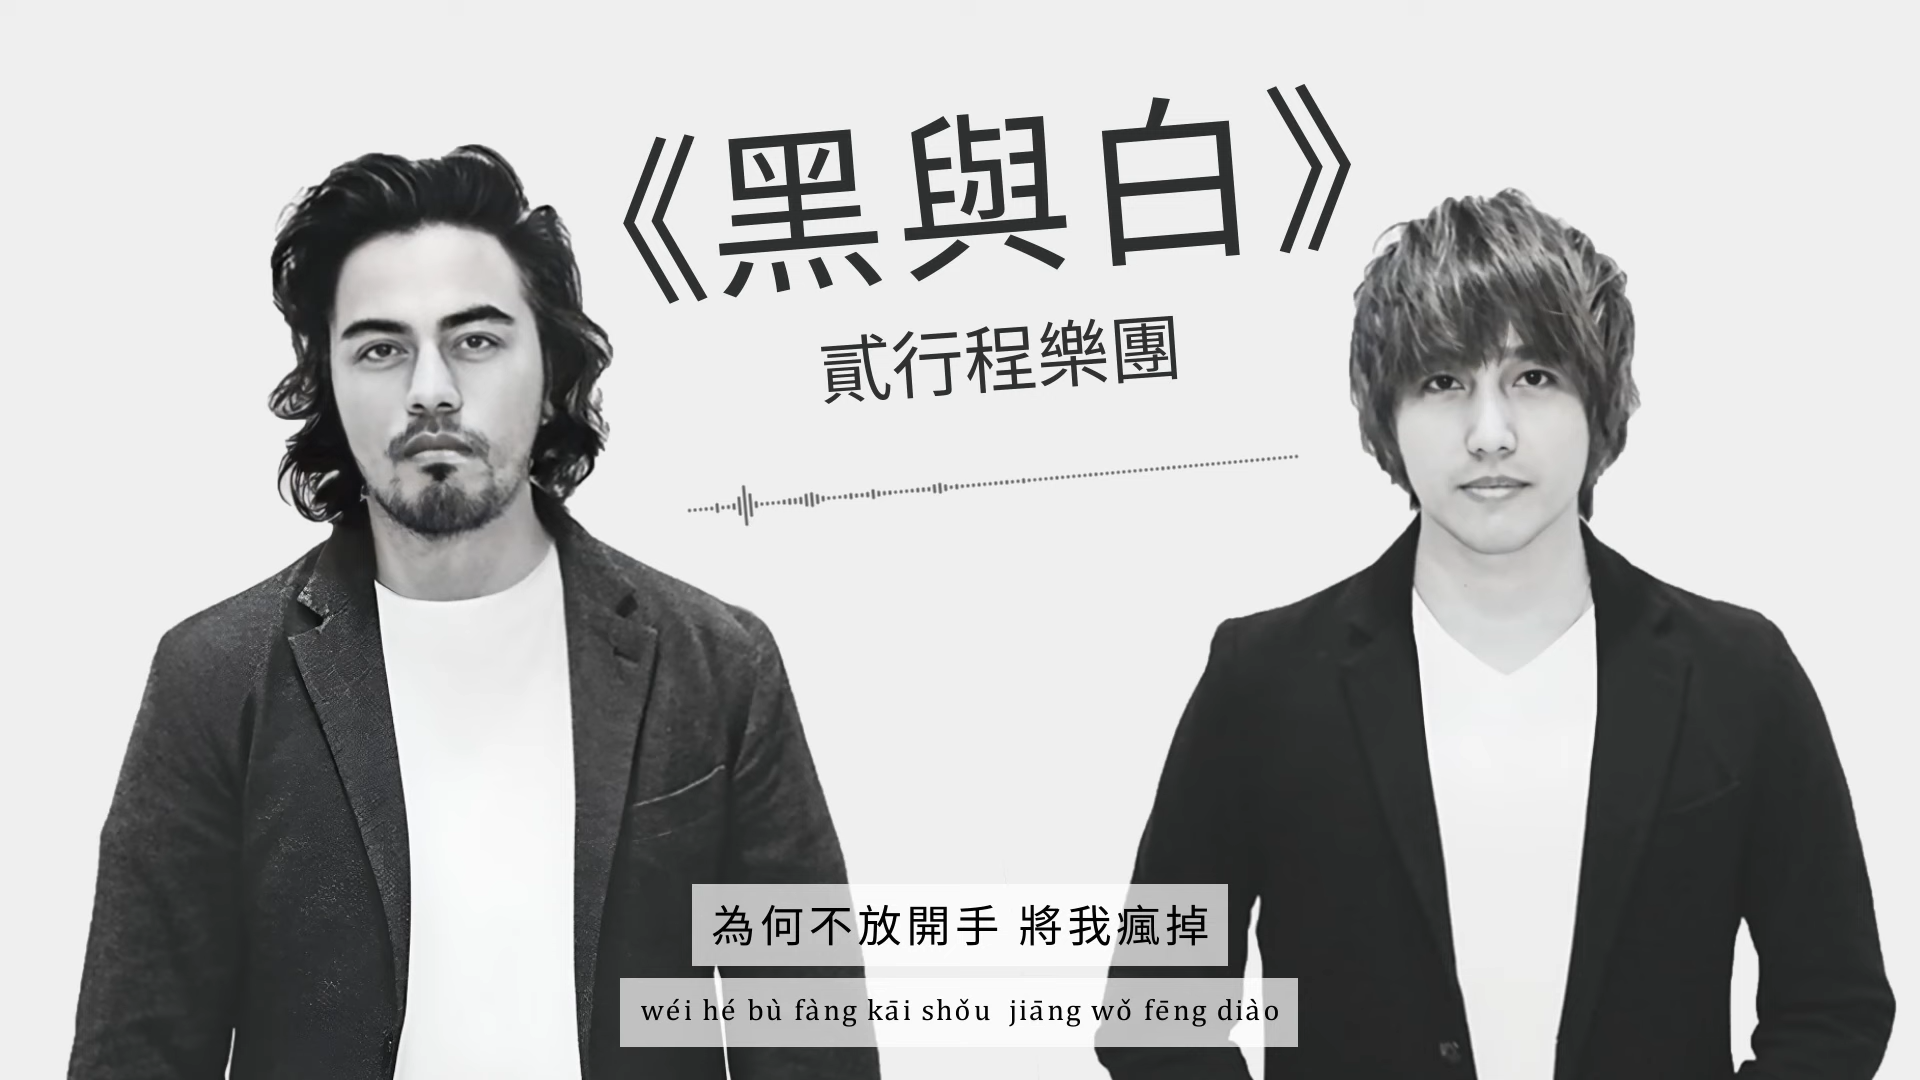 《黑與白》
貳行程樂團
為何不放開手 將我瘋掉
wéi hé bù fàng kāi shǒu jiāng wǒ fēng diào